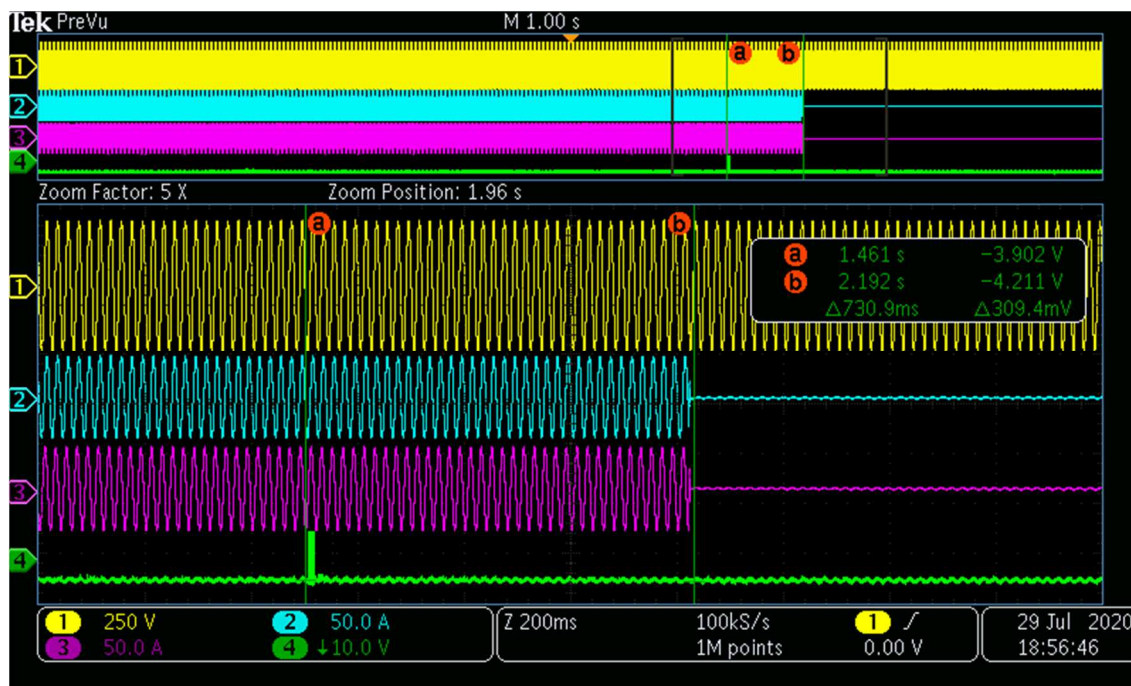 Tek PreVu M 1.00 s
1
a b
2
3
4
Zoom Factor: 5 X Zoom Position: 1.96 s
a b
1
a 1.461 s -3.902 V
b 2.192 s -4.211 V
△730.9ms △309.4mV
2
3
4
1 250 V 2 50.0 A Z 200ms 100kS/s 1 / 29 Jul 2020
3 50.0 A 4 ↓10.0 V 1M points 0.00 V 18:56:46